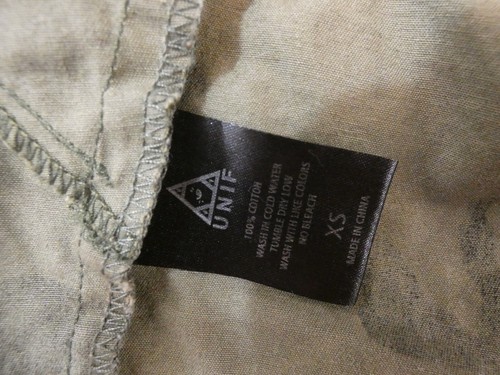 UNIF
100% COTTON
WASH IN COLD WATER
TUMBLE DRY LOW
WASH WITH LIKE COLORS
NO BLEACH
XS
MADE IN CHINA